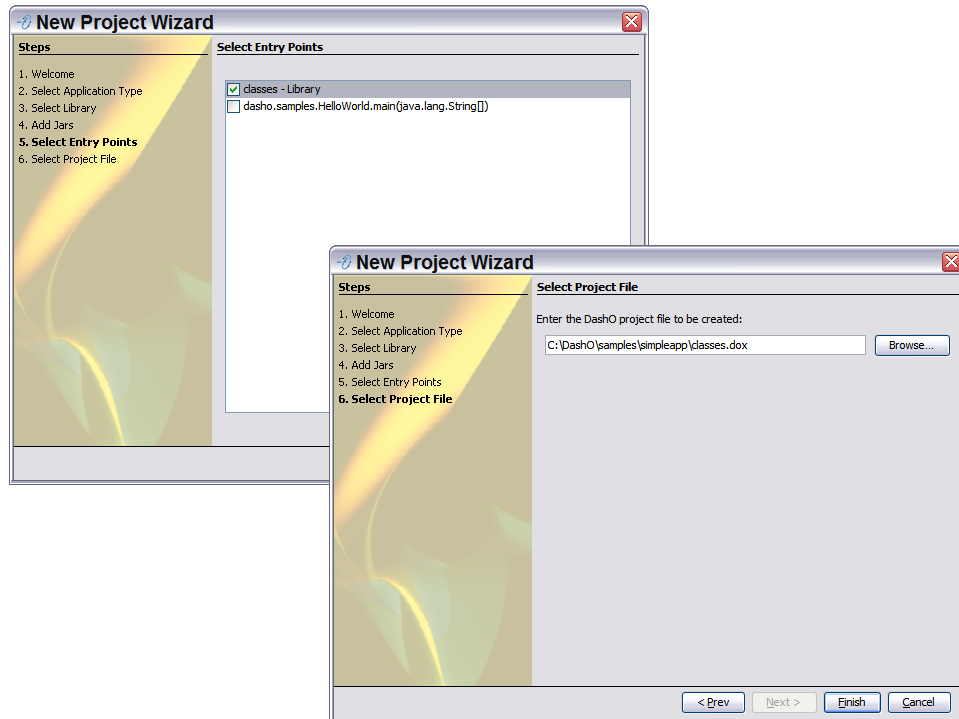 New Project Wizard
Steps
Select Entry Points
1. Welcome
2. Select Application Type
3. Select Library
4. Add Jars
5. Select Entry Points
6. Select Project File
classes - Library
dasho.samples.HelloWorld.main(java.lang.String[])
New Project Wizard
Steps
Select Project File
1. Welcome
2. Select Application Type
3. Select Library
4. Add Jars
5. Select Entry Points
6. Select Project File
Enter the DashO project file to be created:
C:\DashO\samples\simpleapp\classes.dox
Browse...
< Prev
Next >
Finish
Cancel